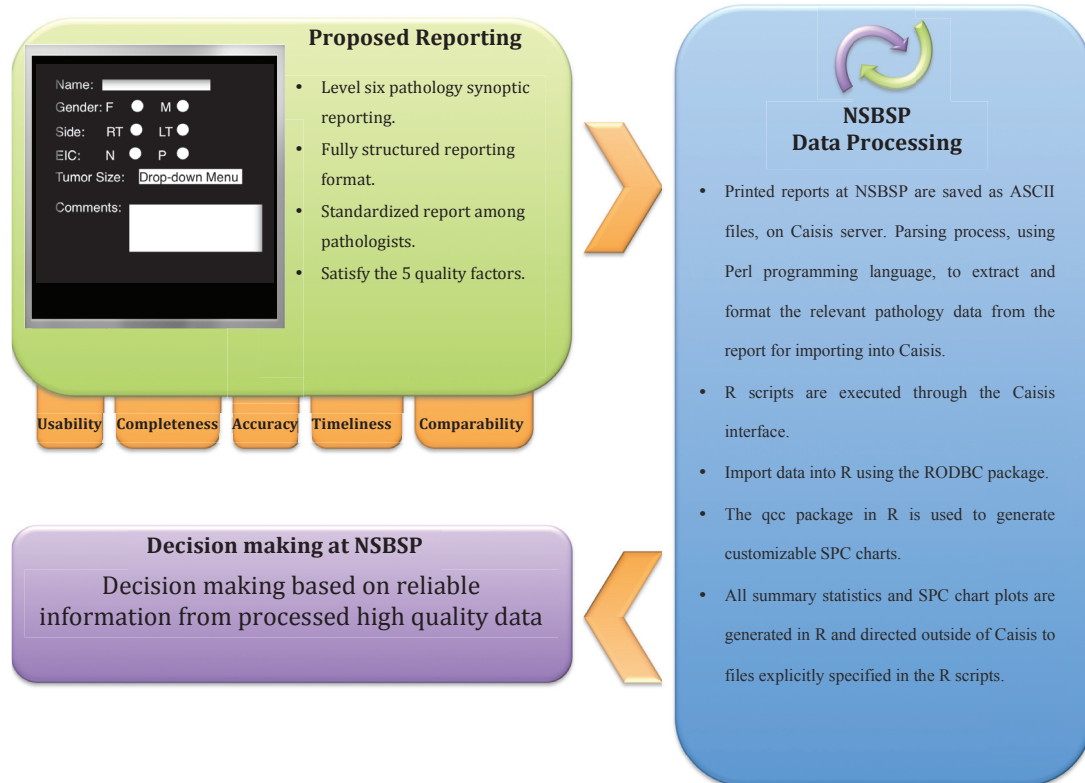 Proposed Reporting
Name:
Gender: F M
Side: RT LT
EIC: N P
Tumor Size: Drop-down Menu
Comments:
• Level six pathology synoptic
reporting.
• Fully structured reporting
format.
• Standardized report among
pathologists.
• Satisfy the 5 quality factors.
Usability Completeness Accuracy Timeliness Comparability
NSBSP
Data Processing
• Printed reports at NSBSP are saved as ASCII
files, on Caisis server. Parsing process, using
Perl programming language, to extract and
format the relevant pathology data from the
report for importing into Caisis.
• R scripts are executed through the Caisis
interface.
• Import data into R using the RODBC package.
• The qcc package in R is used to generate
customizable SPC charts.
• All summary statistics and SPC chart plots are
generated in R and directed outside of Caisis to
files explicitly specified in the R scripts.
Decision making at NSBSP
Decision making based on reliable
information from processed high quality data